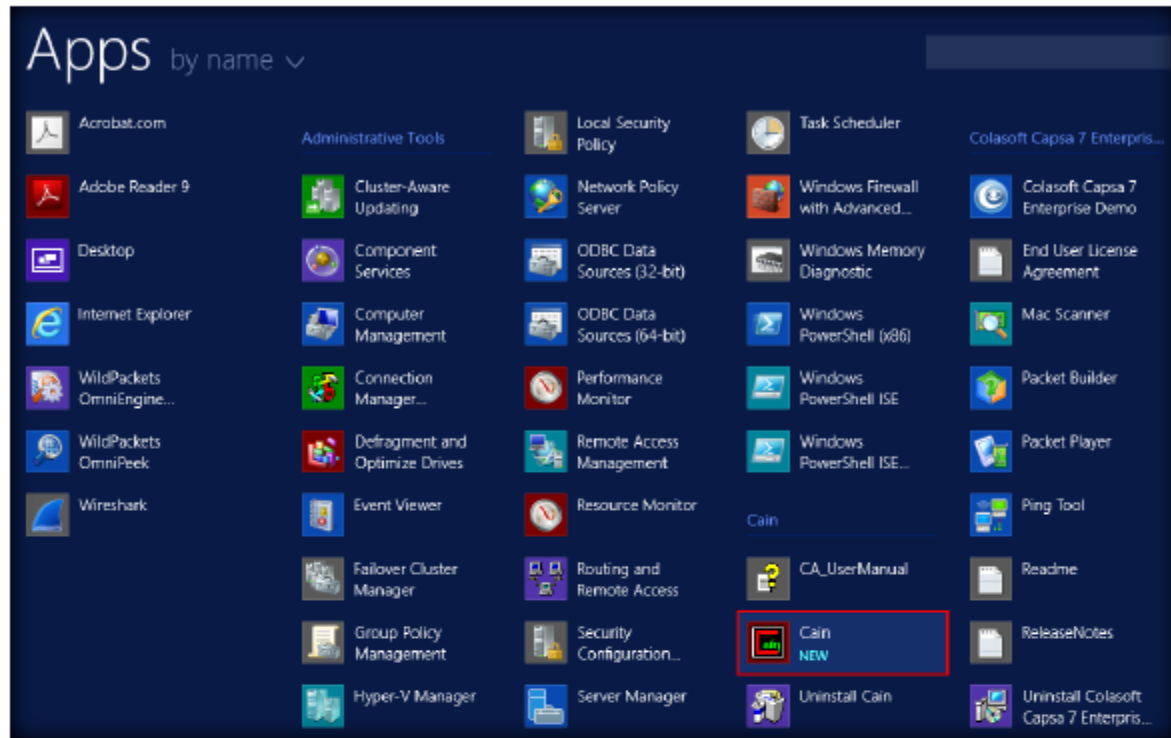 Apps by name
Acrobat.com
Adobe Reader 9
Desktop
Internet Explorer
WildPackets
OmniEngine...
WildPackets
OmniPeek
Wireshark
Administrative Tools
Cluster-Aware
Updating
Component
Services
Computer
Management
Connection
Manager...
Defragment and
Optimize Drives
Event Viewer
Failover Cluster
Manager
Group Policy
Management
Hyper-V Manager
Local Security
Policy
Network Policy
Server
ODBC Data
Sources (32-bit)
ODBC Data
Sources (64-bit)
Performance
Monitor
Remote Access
Management
Resource Monitor
Routing and
Remote Access
Security
Configuration...
Server Manager
Task Scheduler
Windows Firewall
with Advanced...
Windows Memory
Diagnostic
Windows
PowerShell (x86)
Windows
PowerShell ISE
Windows
PowerShell ISE...
Cain
CA_UserManual
Cain
NEW
Uninstall Cain
Colasoft Capsa 7 Enterpris...
Colasoft Capsa 7
Enterprise Demo
End User License
Agreement
Mac Scanner
Packet Builder
Packet Player
Ping Tool
Readme
ReleaseNotes
Uninstall Colasoft
Capsa 7 Enterpris...